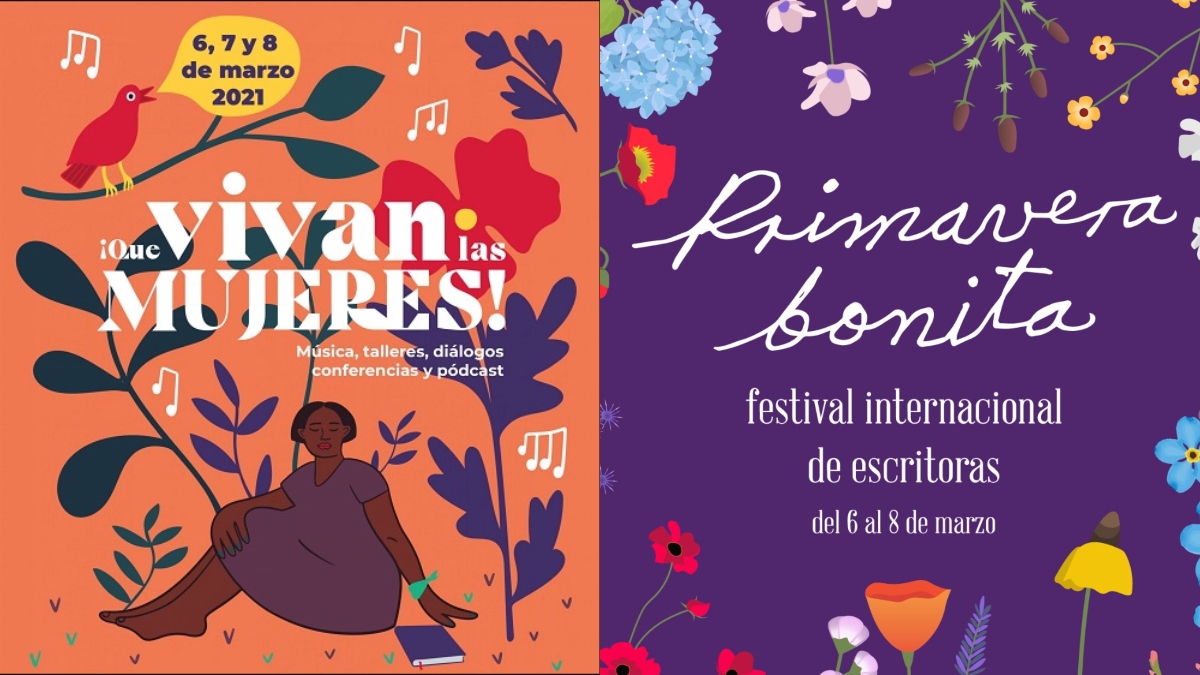 6, 7 y 8
de marzo
2021
¡Que vivan las
MUJERES!
Música, talleres, diálogos
conferencias y pódcast
Primavera
bonita
festival internacional
de escritoras
del 6 al 8 de marzo